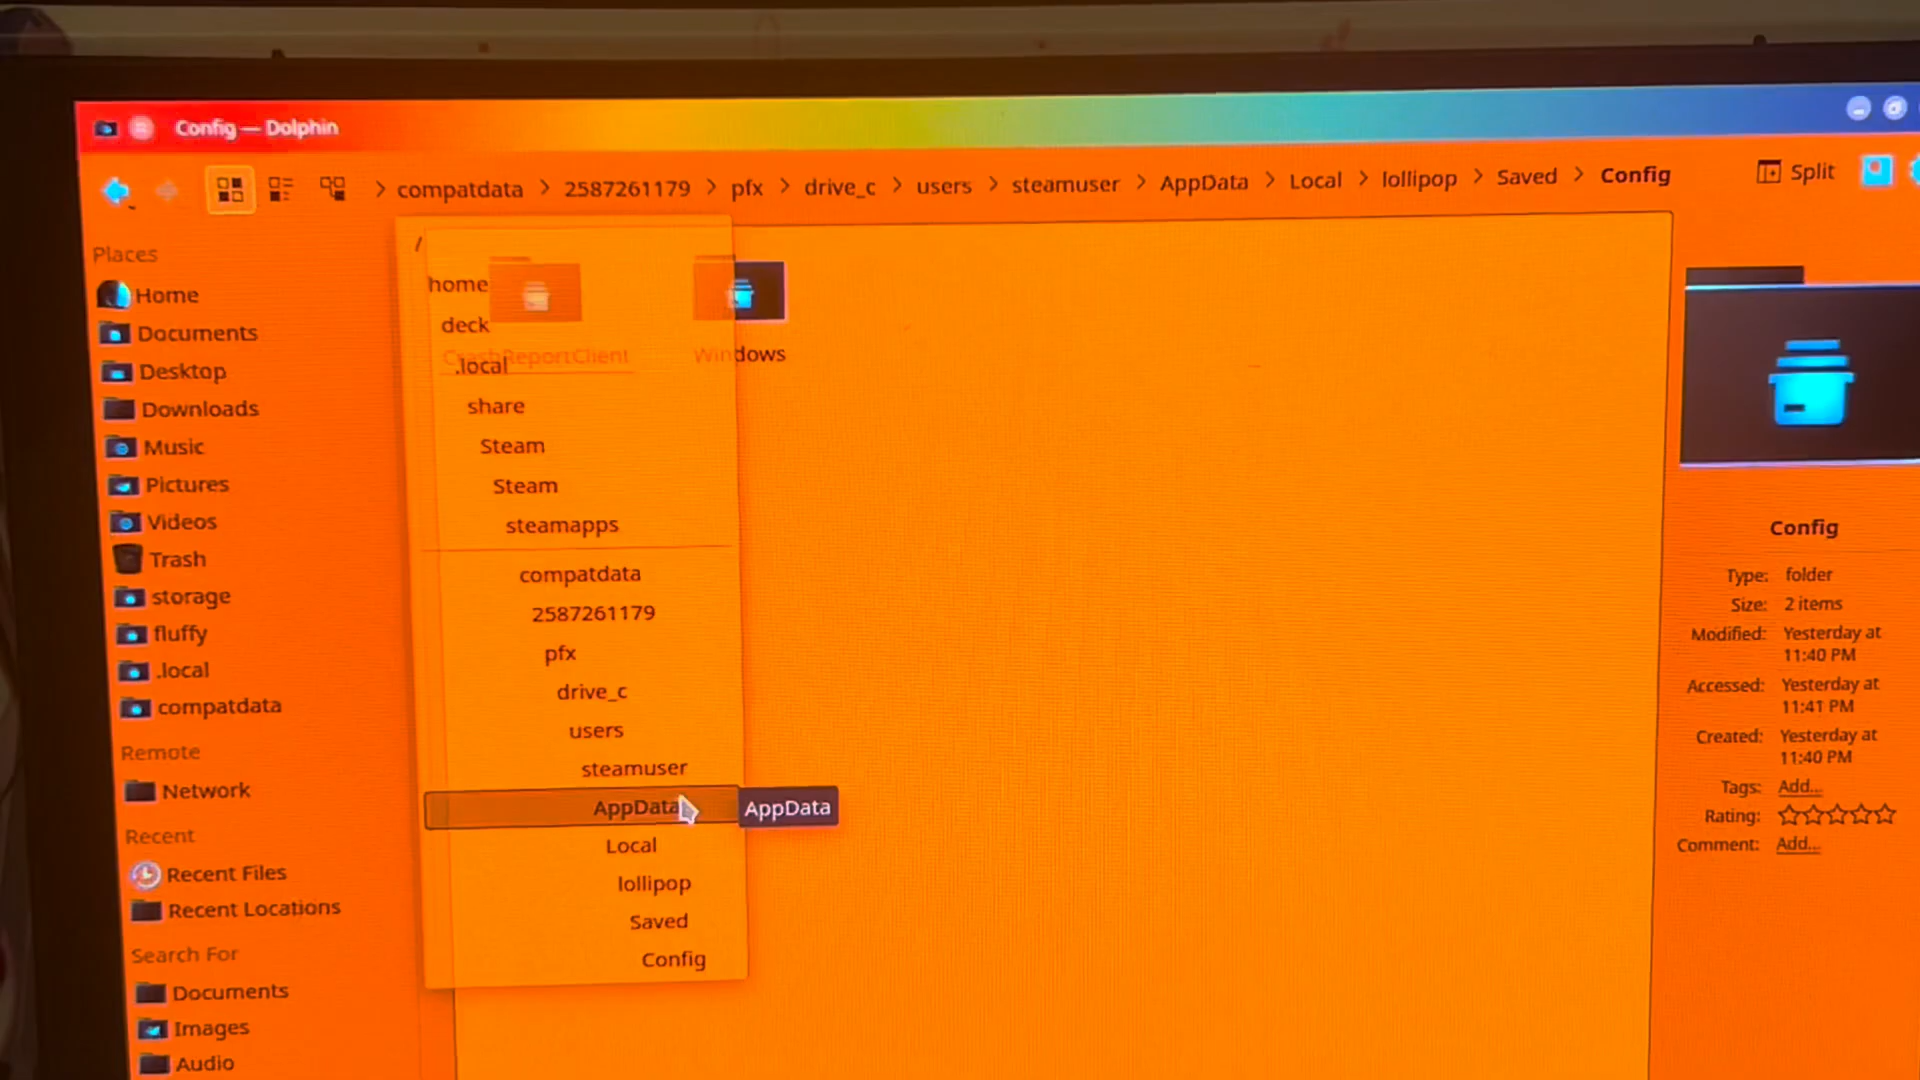 Config — Dolphin
> compatdata > 2587261179 > pfx > drive_c > users > steamuser > AppData > Local > lollipop > Saved > Config
Split
Places
Home
Documents
Desktop
Downloads
Music
Pictures
Videos
Trash
storage
fluffy
.local
compatdata
Remote
Network
Recent
Recent Files
Recent Locations
Search For
Documents
Images
Audio
/
home
deck
.local
share
Steam
Steam
steamapps
compatdata
2587261179
pfx
drive_c
users
steamuser
AppData
Local
lollipop
Saved
Config
AppData
CrashReportClient
Windows
Config
Type: folder
Size: 2 items
Modified: Yesterday at
11:40 PM
Accessed: Yesterday at
11:41 PM
Created: Yesterday at
11:40 PM
Tags: Add...
Rating:
Comment: Add...